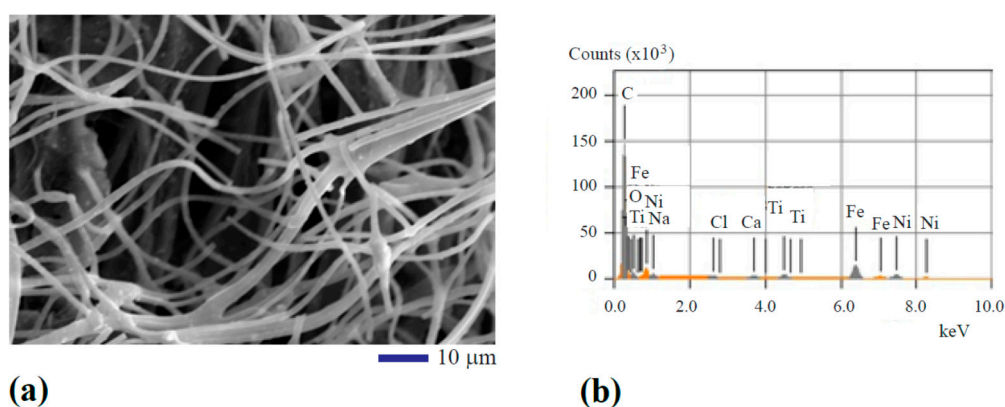 10 μm
(a)
Counts (x10³)
200
150
100
50
0
C
Fe
O Ni
Ti Na
Cl
Ca
Ti
Ti
Fe
Fe
Ni
Ni
0.0 2.0 4.0 6.0 8.0 10.0
keV
(b)